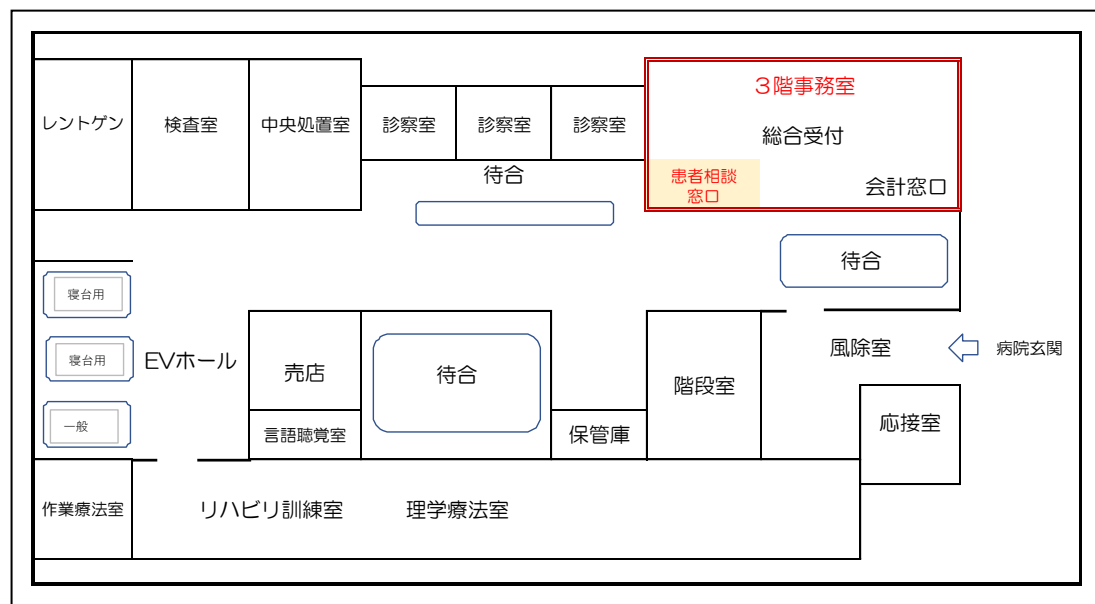 ３階事務室
レントゲン
検査室
中央処置室
診察室
診察室
診察室
総合受付
待合
患者相談
窓口
会計窓口
待合
寝台用
寝台用
EVホール
売店
待合
階段室
風除室
病院玄関
一般
言語聴覚室
保管庫
応接室
作業療法室
リハビリ訓練室
理学療法室